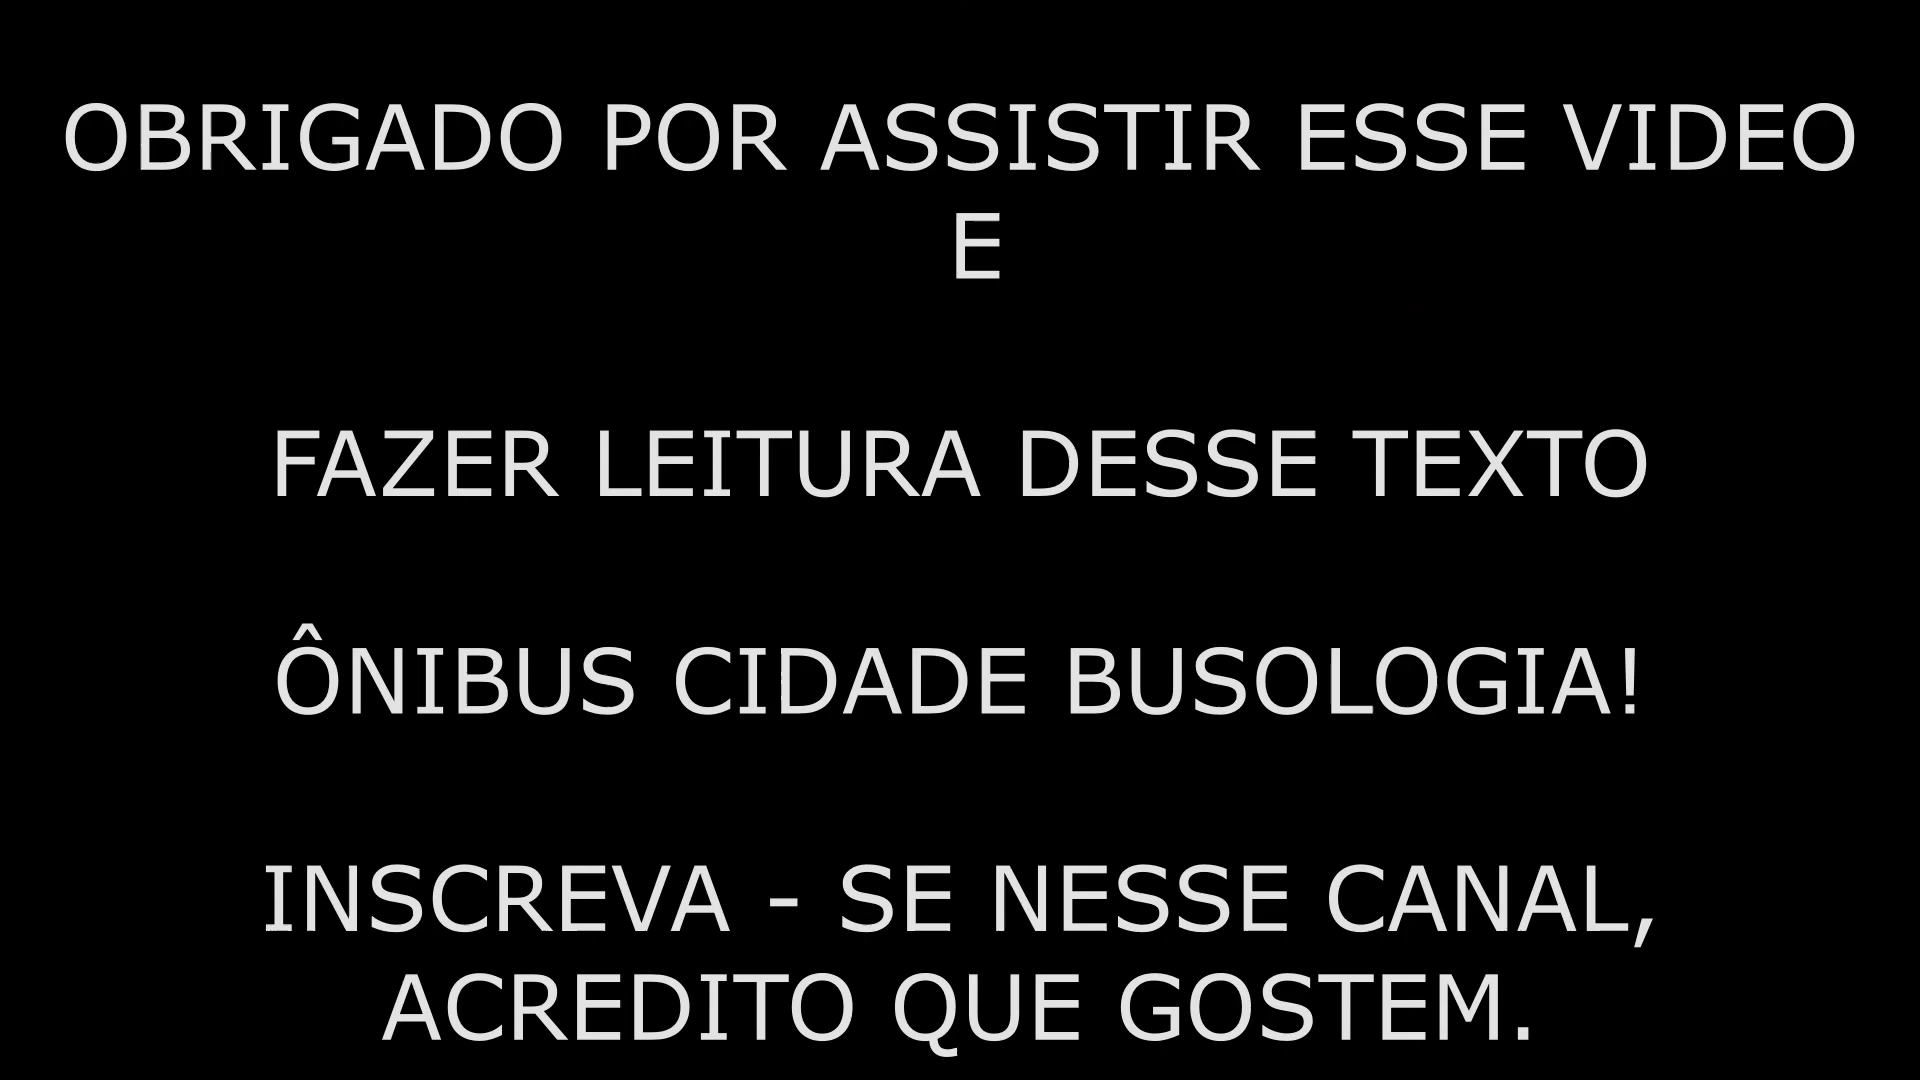 OBRIGADO POR ASSISTIR ESSE VIDEO
E
FAZER LEITURA DESSE TEXTO
ÔNIBUS CIDADE BUSOLOGIA!
INSCREVA - SE NESSE CANAL,
ACREDITO QUE GOSTEM.